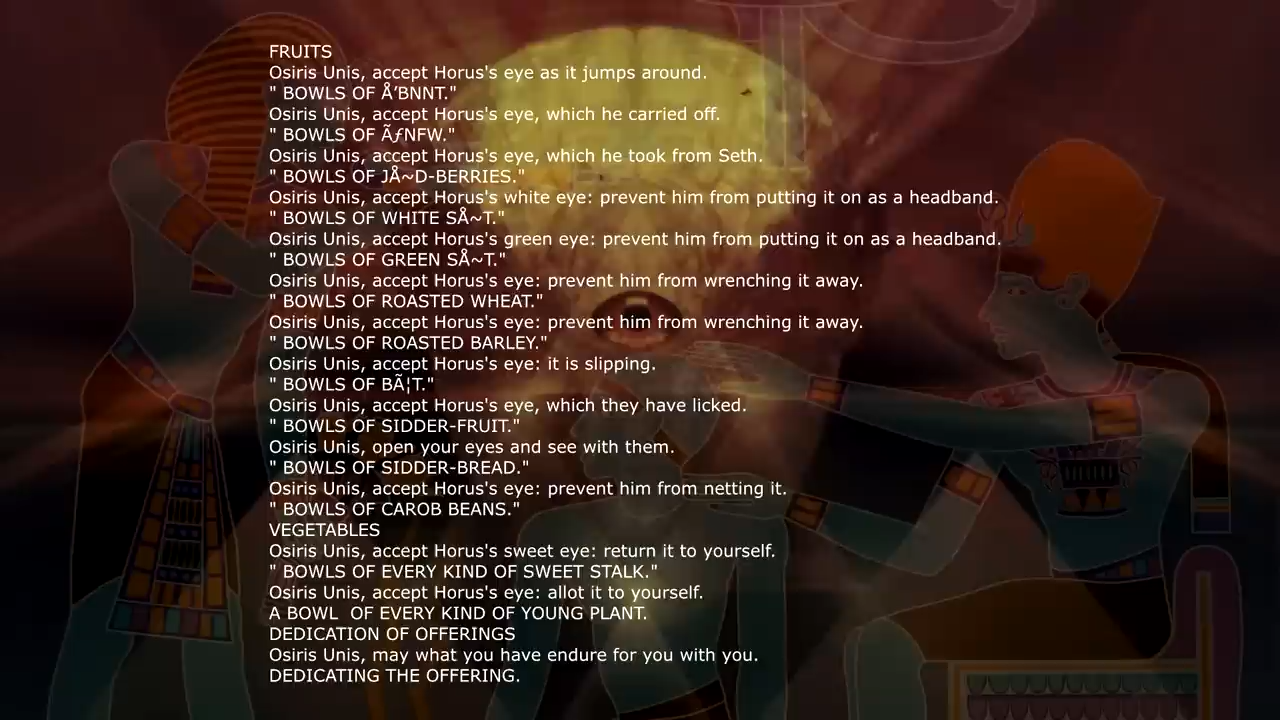 FRUITS
Osiris Unis, accept Horus's eye as it jumps around.
" BOWLS OF Å’BNNT."
Osiris Unis, accept Horus's eye, which he carried off.
" BOWLS OF ÃƒNFW."
Osiris Unis, accept Horus's eye, which he took from Seth.
" BOWLS OF JÅ~D-BERRIES."
Osiris Unis, accept Horus's white eye: prevent him from putting it on as a headband.
" BOWLS OF WHITE SÅ~T."
Osiris Unis, accept Horus's green eye: prevent him from putting it on as a headband.
" BOWLS OF GREEN SÅ~T."
Osiris Unis, accept Horus's eye: prevent him from wrenching it away.
" BOWLS OF ROASTED WHEAT."
Osiris Unis, accept Horus's eye: prevent him from wrenching it away.
" BOWLS OF ROASTED BARLEY."
Osiris Unis, accept Horus's eye: it is slipping.
" BOWLS OF BÃ¦T."
Osiris Unis, accept Horus's eye, which they have licked.
" BOWLS OF SIDDER-FRUIT."
Osiris Unis, open your eyes and see with them.
" BOWLS OF SIDDER-BREAD."
Osiris Unis, accept Horus's eye: prevent him from netting it.
" BOWLS OF CAROB BEANS."
VEGETABLES
Osiris Unis, accept Horus's sweet eye: return it to yourself.
" BOWLS OF EVERY KIND OF SWEET STALK."
Osiris Unis, accept Horus's eye: allot it to yourself.
A BOWL  OF EVERY KIND OF YOUNG PLANT.
DEDICATION OF OFFERINGS
Osiris Unis, may what you have endure for you with you.
DEDICATING THE OFFERING.